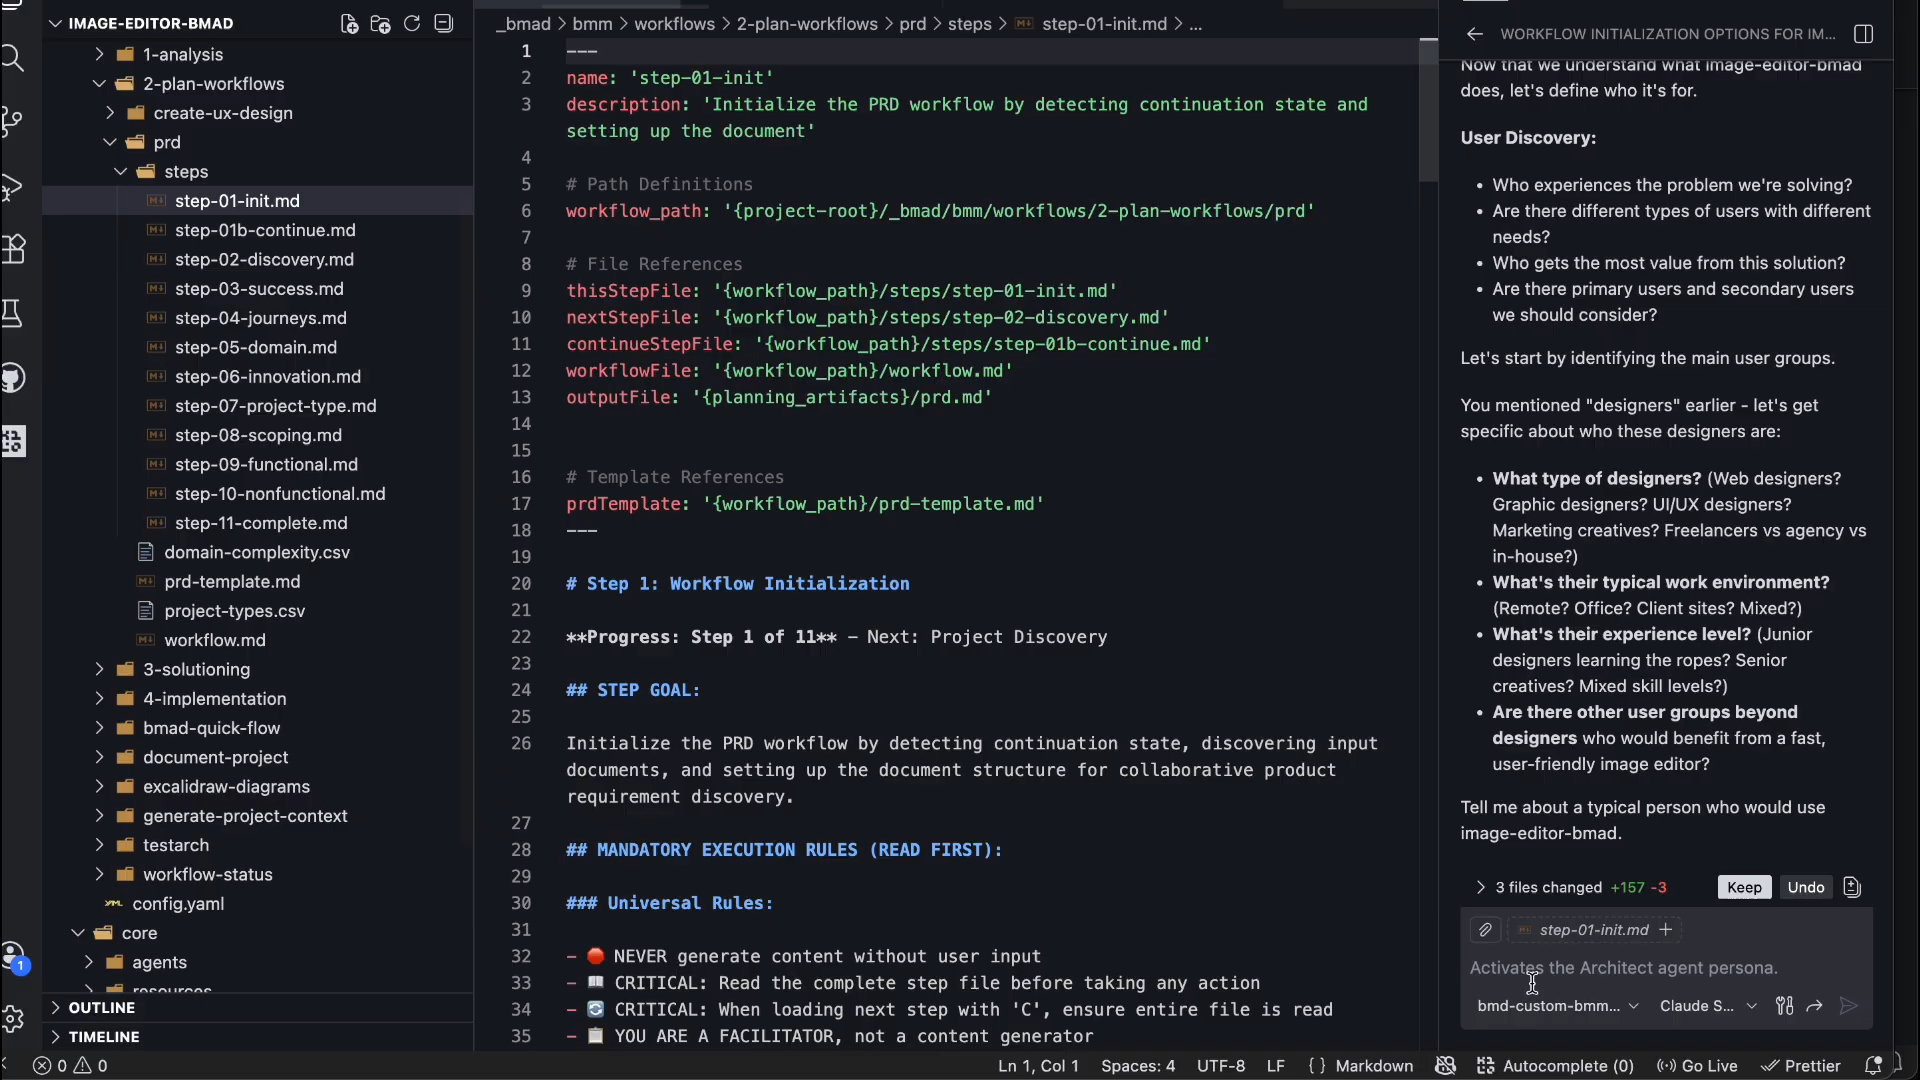 IMAGE-EDITOR-BMAD
1-analysis
2-plan-workflows
create-ux-design
prd
steps
step-01-init.md
step-01b-continue.md
step-02-discovery.md
step-03-success.md
step-04-journeys.md
step-05-domain.md
step-06-innovation.md
step-07-project-type.md
step-08-scoping.md
step-09-functional.md
step-10-nonfunctional.md
step-11-complete.md
domain-complexity.csv
prd-template.md
project-types.csv
workflow.md
3-solutioning
4-implementation
bmad-quick-flow
document-project
excalidraw-diagrams
generate-project-context
testarch
workflow-status
config.yaml
core
agents
resources
OUTLINE
TIMELINE
1
_bmad > bmm > workflows > 2-plan-workflows > prd > steps > step-01-init.md > ...
1 ---
2 name: 'step-01-init'
3 description: 'Initialize the PRD workflow by detecting continuation state and
setting up the document'
4
5 # Path Definitions
6 workflow_path: '{project-root}/_bmad/bmm/workflows/2-plan-workflows/prd'
7
8 # File References
9 thisStepFile: '{workflow_path}/steps/step-01-init.md'
10 nextStepFile: '{workflow_path}/steps/step-02-discovery.md'
11 continueStepFile: '{workflow_path}/steps/step-01b-continue.md'
12 workflowFile: '{workflow_path}/workflow.md'
13 outputFile: '{planning_artifacts}/prd.md'
14
15
16 # Template References
17 prdTemplate: '{workflow_path}/prd-template.md'
18 ---
19
20 # Step 1: Workflow Initialization
21
22 **Progress: Step 1 of 11** - Next: Project Discovery
23
24 ## STEP GOAL:
25
26 Initialize the PRD workflow by detecting continuation state, discovering input
documents, and setting up the document structure for collaborative product
requirement discovery.
27
28 ## MANDATORY EXECUTION RULES (READ FIRST):
29
30 ### Universal Rules:
31
32 - 🛑 NEVER generate content without user input
33 - 📖 CRITICAL: Read the complete step file before taking any action
34 - 🔄 CRITICAL: When loading next step with 'C', ensure entire file is read
35 - 📋 YOU ARE A FACILITATOR, not a content generator
WORKFLOW INITIALIZATION OPTIONS FOR IM...
Now that we understand what image-editor-bmad
does, let's define who it's for.
User Discovery:
• Who experiences the problem we're solving?
• Are there different types of users with different
needs?
• Who gets the most value from this solution?
• Are there primary users and secondary users
we should consider?
Let's start by identifying the main user groups.
You mentioned "designers" earlier - let's get
specific about who these designers are:
• What type of designers? (Web designers?
Graphic designers? UI/UX designers?
Marketing creatives? Freelancers vs agency vs
in-house?)
• What's their typical work environment?
(Remote? Office? Client sites? Mixed?)
• What's their experience level? (Junior
designers learning the ropes? Senior
creatives? Mixed skill levels?)
• Are there other user groups beyond
designers who would benefit from a fast,
user-friendly image editor?
Tell me about a typical person who would use
image-editor-bmad.
3 files changed +157 -3 Keep Undo
step-01-init.md +
Activates the Architect agent persona.
bmd-custom-bmm... Claude S...
0 0 Ln 1, Col 1 Spaces: 4 UTF-8 LF {} Markdown Autocomplete (0) Go Live Prettier